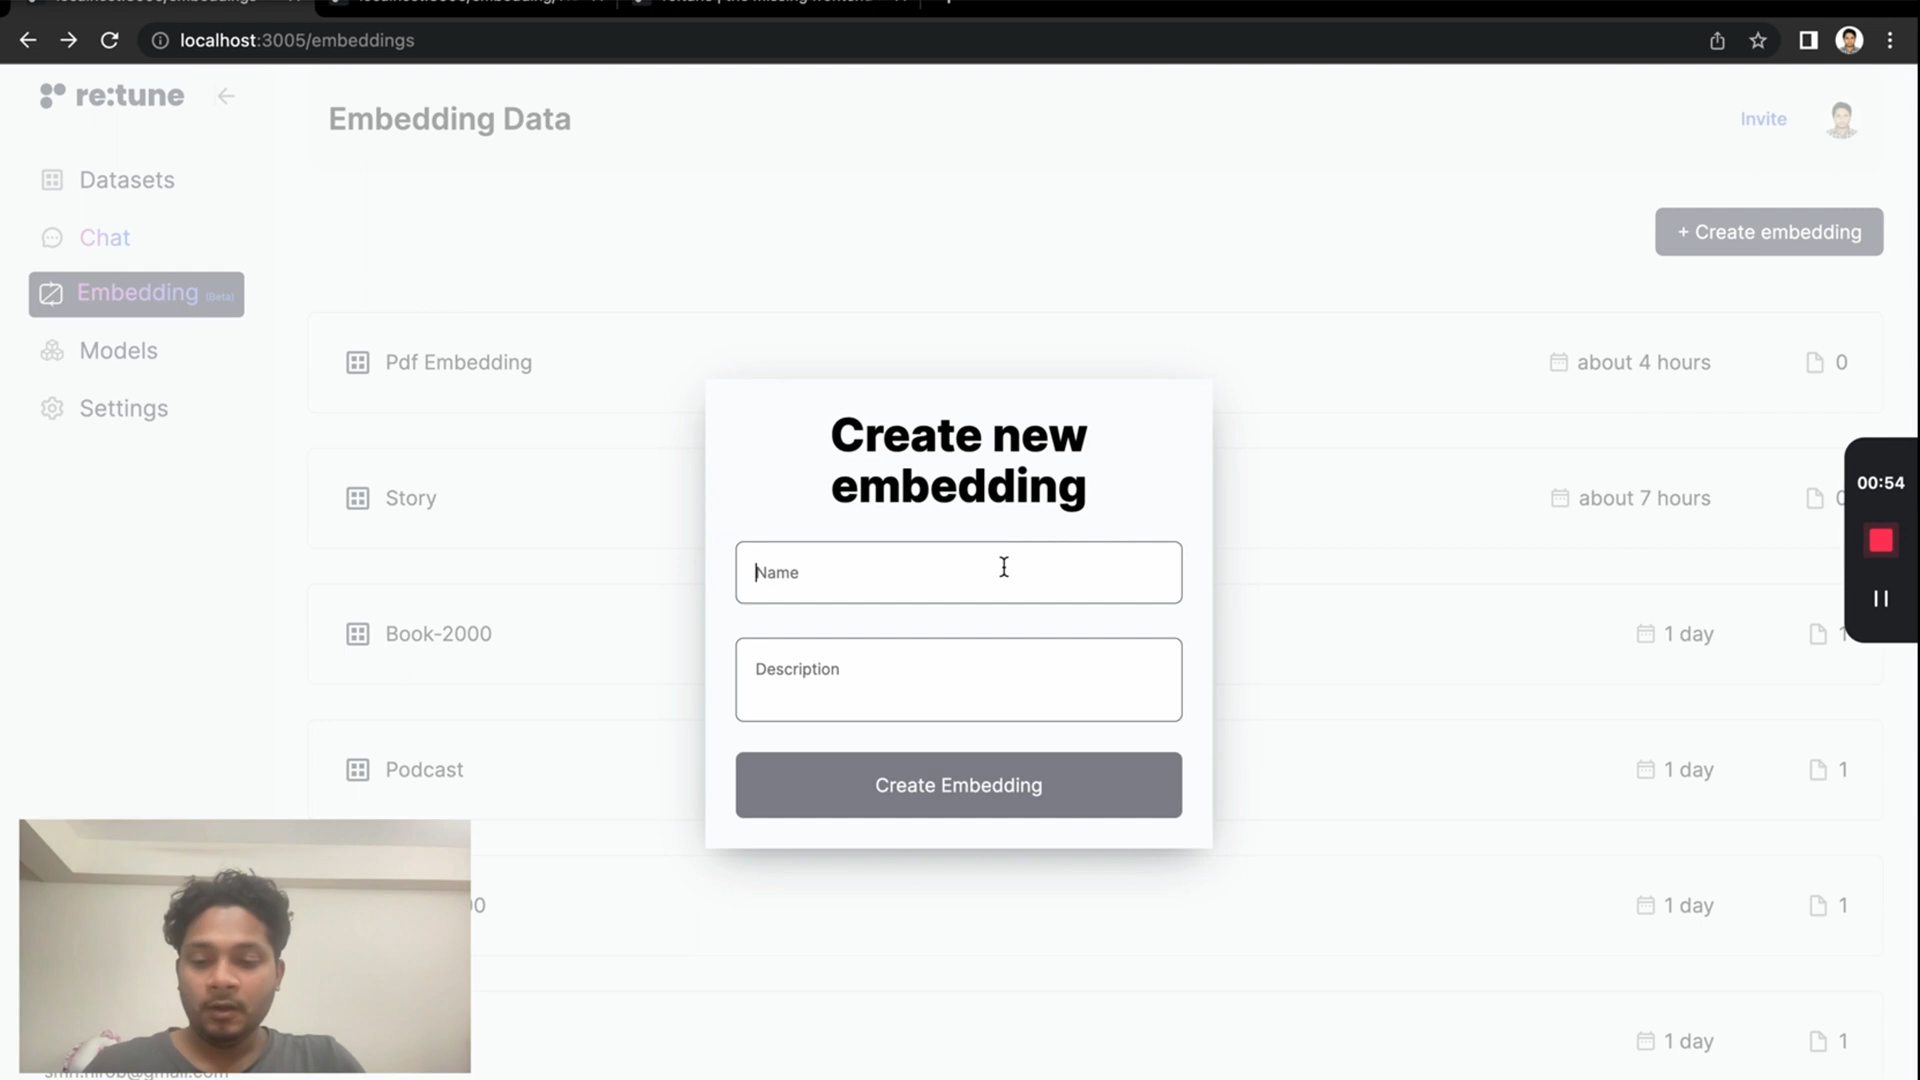 localhost:3005/embeddings
re:tune
Embedding Data
Invite
Datasets
Chat
Embedding (Beta)
Models
Settings
+ Create embedding
Pdf Embedding
about 4 hours
0
Story
about 7 hours
Book-2000
1 day
1
Podcast
1 day
1
1 day
1
1 day
1
Create new
embedding
Name
Description
Create Embedding
00:54